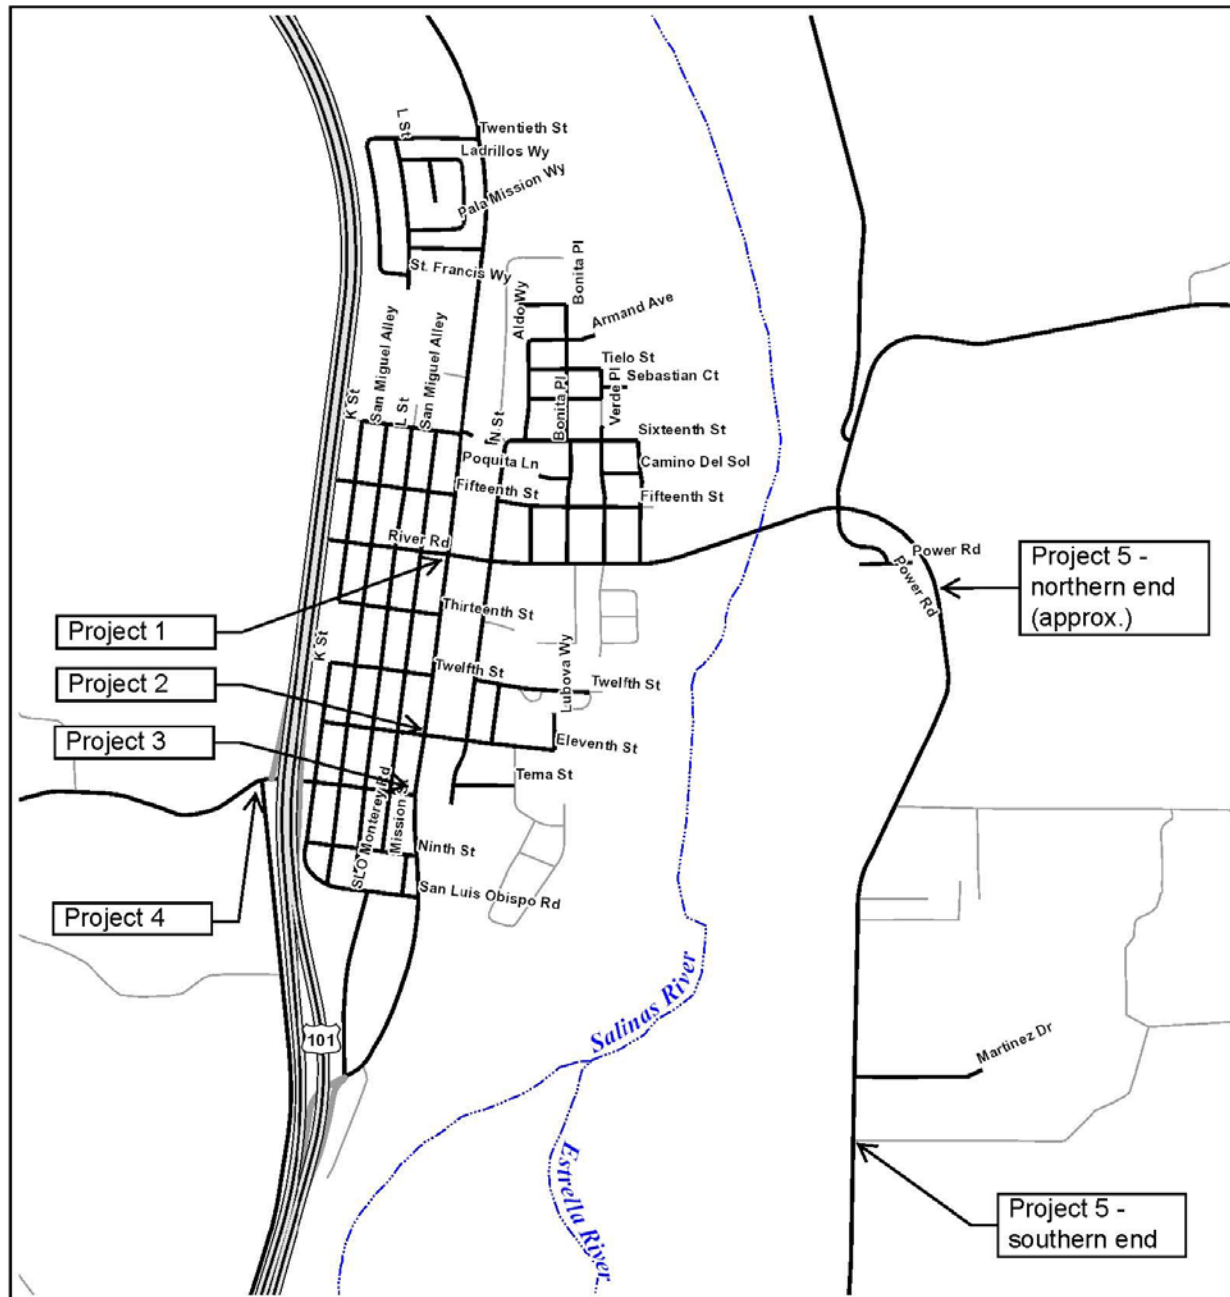 L St
Twentieth St
Ladrillos Wy
Pala Mission Wy
St. Francis Wy
Bonita Pl
Aldo Wy
Armand Ave
San Miguel Alley
San Miguel Alley
K St
L St
N St
Tielo St
Sebastian Ct
Bonita Pl
Verde Pl
Sixteenth St
Poquita Ln
Camino Del Sol
Fifteenth St
Fifteenth St
River Rd
Power Rd
Power Rd
Project 5 -
northern end
(approx.)
Thirteenth St
Project 1
K St
Twelfth St
Twelfth St
Lubova Wy
Project 2
Project 3
Eleventh St
Tema St
SLO Monterey Rd
Mission St
Ninth St
San Luis Obispo Rd
Project 4
Salinas River
101
Martinez Dr
Estrella River
Project 5 -
southern end